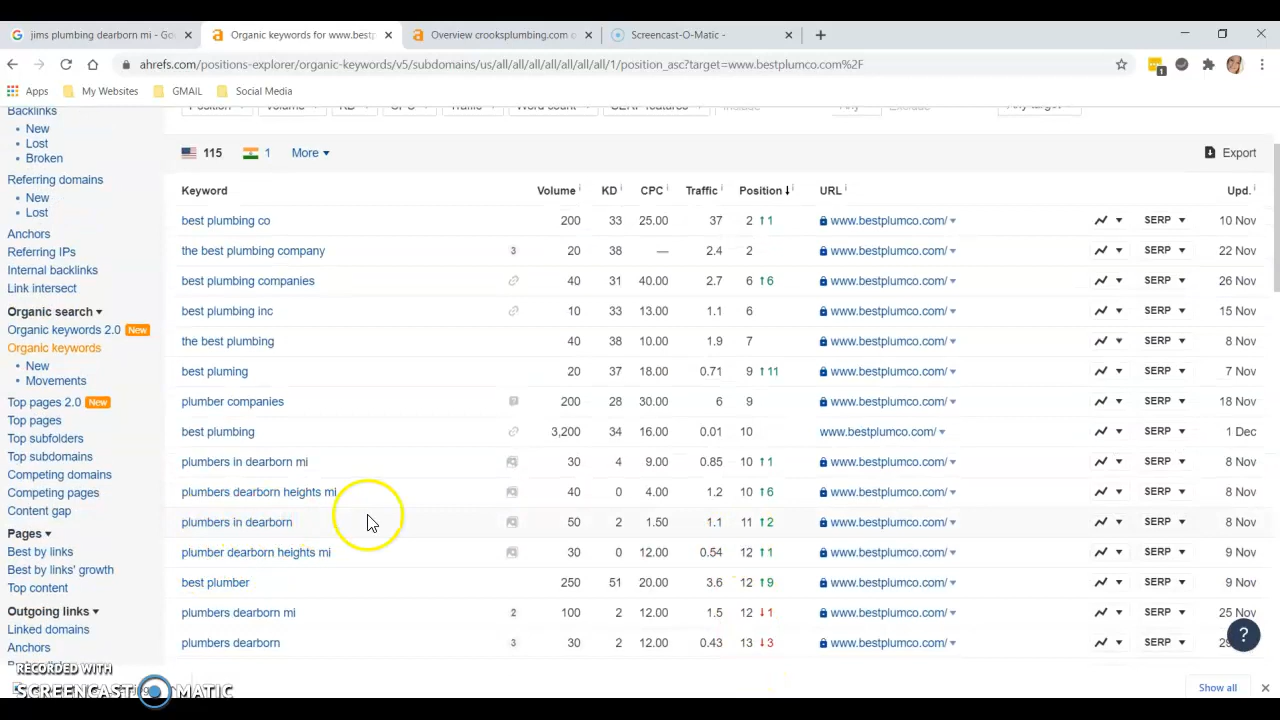 jims plumbing dearborn mi - Goo
Organic keywords for www.bestp
Overview crooksplumbing.com o
Screencast-O-Matic -
ahrefs.com/positions-explorer/organic-keywords/v5/subdomains/us/all/all/all/all/all/all/all/1/position_asc?target=www.bestplumco.com%2F
1
Apps My Websites GMAIL Social Media
Backlinks
Position Volume KD CPC Traffic Word count SERP features Include Any Exclude Any target
New
Lost
Broken
Referring domains
New
Lost
Anchors
Referring IPs
Internal backlinks
Link intersect
Organic search
Organic keywords 2.0 New
Organic keywords
New
Movements
Top pages 2.0 New
Top pages
Top subfolders
Top subdomains
Competing domains
Competing pages
Content gap
Pages
Best by links
Best by links' growth
Top content
Outgoing links
Linked domains
Anchors
115 1 More Export
Keyword Volume KD CPC Traffic Position URL Upd.
best plumbing co 200 33 25.00 37 2 ↑1 www.bestplumco.com/ SERP 10 Nov
the best plumbing company 3 20 38 — 2.4 2 www.bestplumco.com/ SERP 22 Nov
best plumbing companies 40 31 40.00 2.7 6 ↑6 www.bestplumco.com/ SERP 26 Nov
best plumbing inc 10 33 13.00 1.1 6 www.bestplumco.com/ SERP 15 Nov
the best plumbing 40 38 10.00 1.9 7 www.bestplumco.com/ SERP 8 Nov
best pluming 20 37 18.00 0.71 9 ↑11 www.bestplumco.com/ SERP 7 Nov
plumber companies 200 28 30.00 6 9 www.bestplumco.com/ SERP 18 Nov
best plumbing 3,200 34 16.00 0.01 10 www.bestplumco.com/ SERP 1 Dec
plumbers in dearborn mi 30 4 9.00 0.85 10 ↑1 www.bestplumco.com/ SERP 8 Nov
plumbers dearborn heights mi 40 0 4.00 1.2 10 ↑6 www.bestplumco.com/ SERP 8 Nov
plumbers in dearborn 50 2 1.50 1.1 11 ↑2 www.bestplumco.com/ SERP 8 Nov
plumber dearborn heights mi 30 0 12.00 0.54 12 ↑1 www.bestplumco.com/ SERP 9 Nov
best plumber 250 51 20.00 3.6 12 ↑9 www.bestplumco.com/ SERP 9 Nov
plumbers dearborn mi 2 100 2 12.00 1.5 12 ↓1 www.bestplumco.com/ SERP 25 Nov
plumbers dearborn 3 30 2 12.00 0.43 13 ↓3 www.bestplumco.com/ SERP
?
RECORDED WITH
SCREENCAST-O-MATIC
Show all